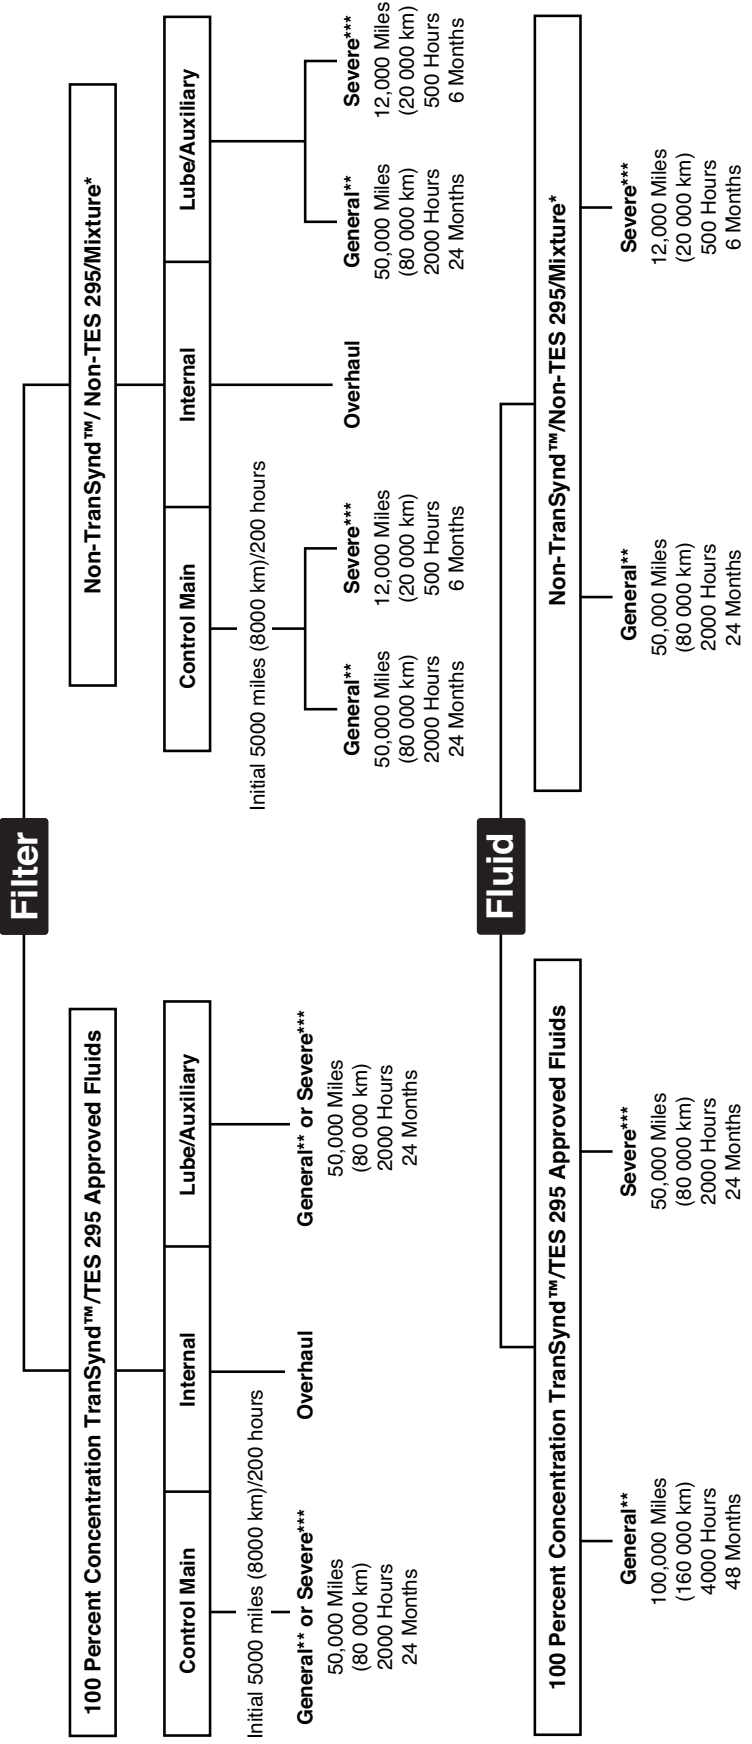 Filter
100 Percent Concentration TranSynd™/TES 295 Approved Fluids
Control Main
Internal
Lube/Auxiliary
Initial 5000 miles (8000 km)/200 hours
General** or Severe***
50,000 Miles
(80 000 km)
2000 Hours
24 Months
Overhaul
General** or Severe***
50,000 Miles
(80 000 km)
2000 Hours
24 Months
Non-TranSynd™/ Non-TES 295/Mixture*
Control Main
Internal
Lube/Auxiliary
Initial 5000 miles (8000 km)/200 hours
General**
50,000 Miles
(80 000 km)
2000 Hours
24 Months
Severe***
12,000 Miles
(20 000 km)
500 Hours
6 Months
Overhaul
General**
50,000 Miles
(80 000 km)
2000 Hours
24 Months
Severe***
12,000 Miles
(20 000 km)
500 Hours
6 Months
Fluid
100 Percent Concentration TranSynd™/TES 295 Approved Fluids
General**
100,000 Miles
(160 000 km)
4000 Hours
48 Months
Severe***
50,000 Miles
(80 000 km)
2000 Hours
24 Months
Non-TranSynd™/Non-TES 295/Mixture*
General**
50,000 Miles
(80 000 km)
2000 Hours
24 Months
Severe***
12,000 Miles
(20 000 km)
500 Hours
6 Months